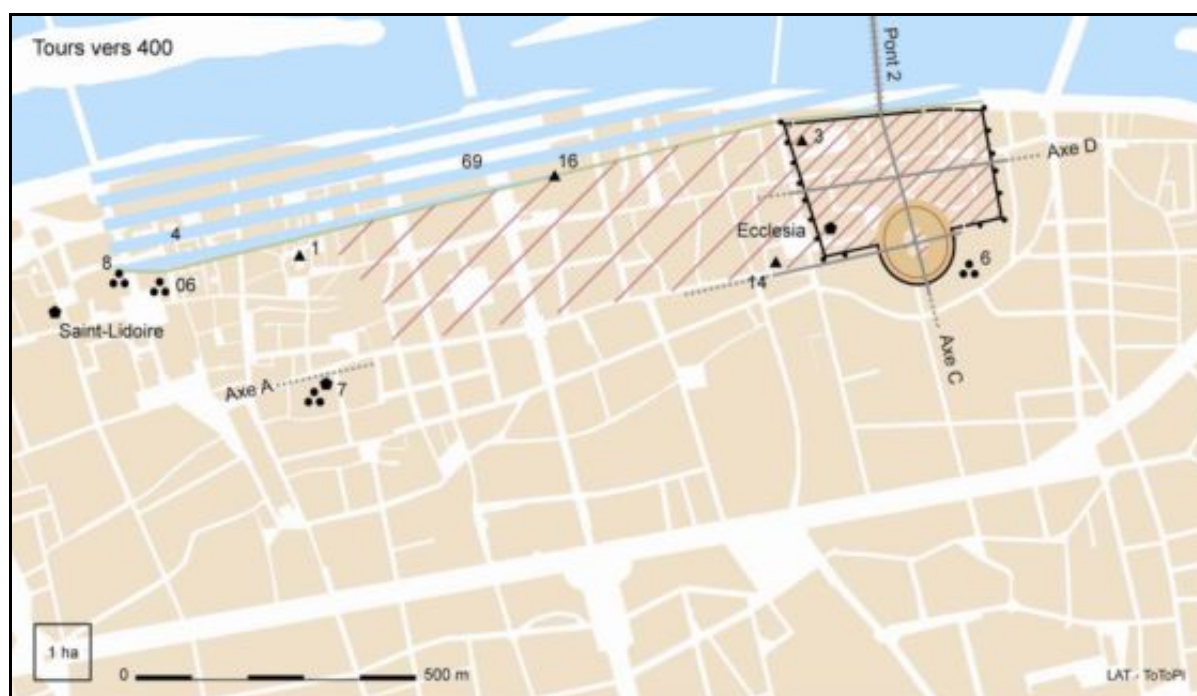 Tours vers 400
Pont 2
3
Axe D
69
16
4
Ecclesia
1
8
06
14
6
Saint-Lidoire
Axe A
7
Axe C
1 ha
0
500 m
LAT - ToToPI